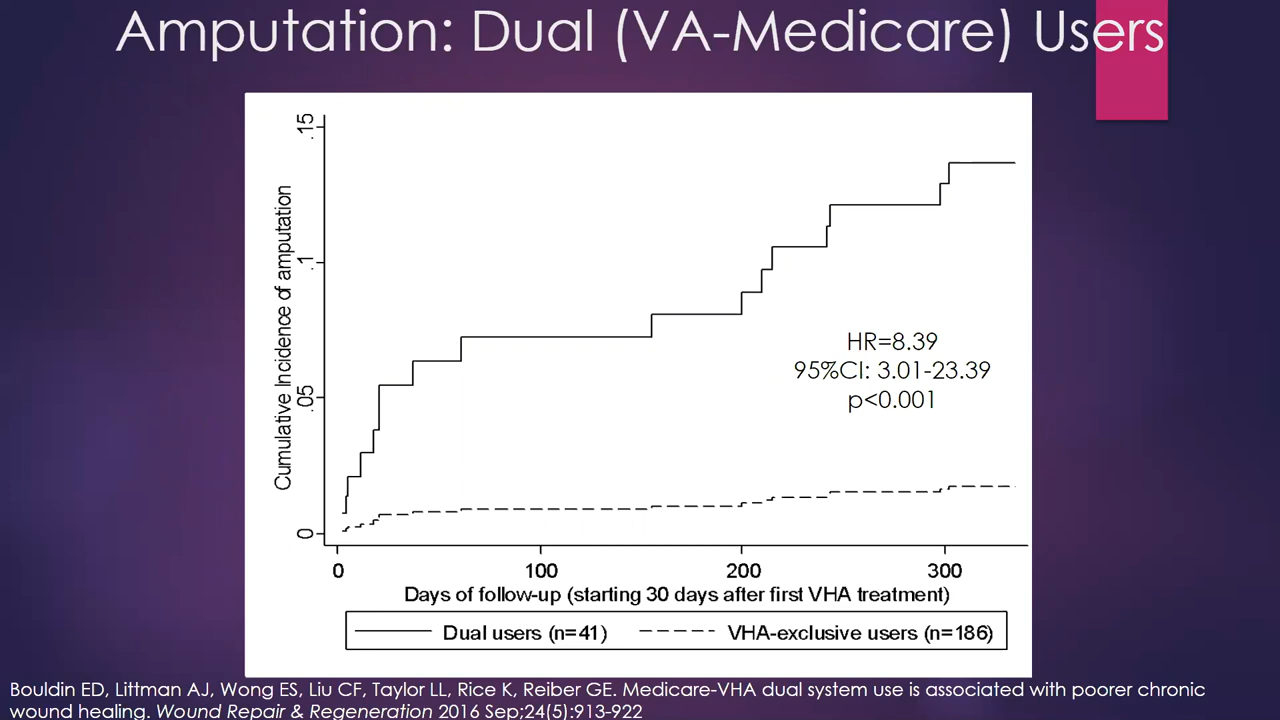 Amputation: Dual (VA-Medicare) Users
.15
.1
.05
0
Cumulative Incidence of amputation
HR=8.39
95%CI: 3.01-23.39
p<0.001
0 100 200 300
Days of follow-up (starting 30 days after first VHA treatment)
Dual users (n=41) VHA-exclusive users (n=186)
Bouldin ED, Littman AJ, Wong ES, Liu CF, Taylor LL, Rice K, Reiber GE. Medicare-VHA dual system use is associated with poorer chronic
wound healing. Wound Repair & Regeneration 2016 Sep;24(5):913-922